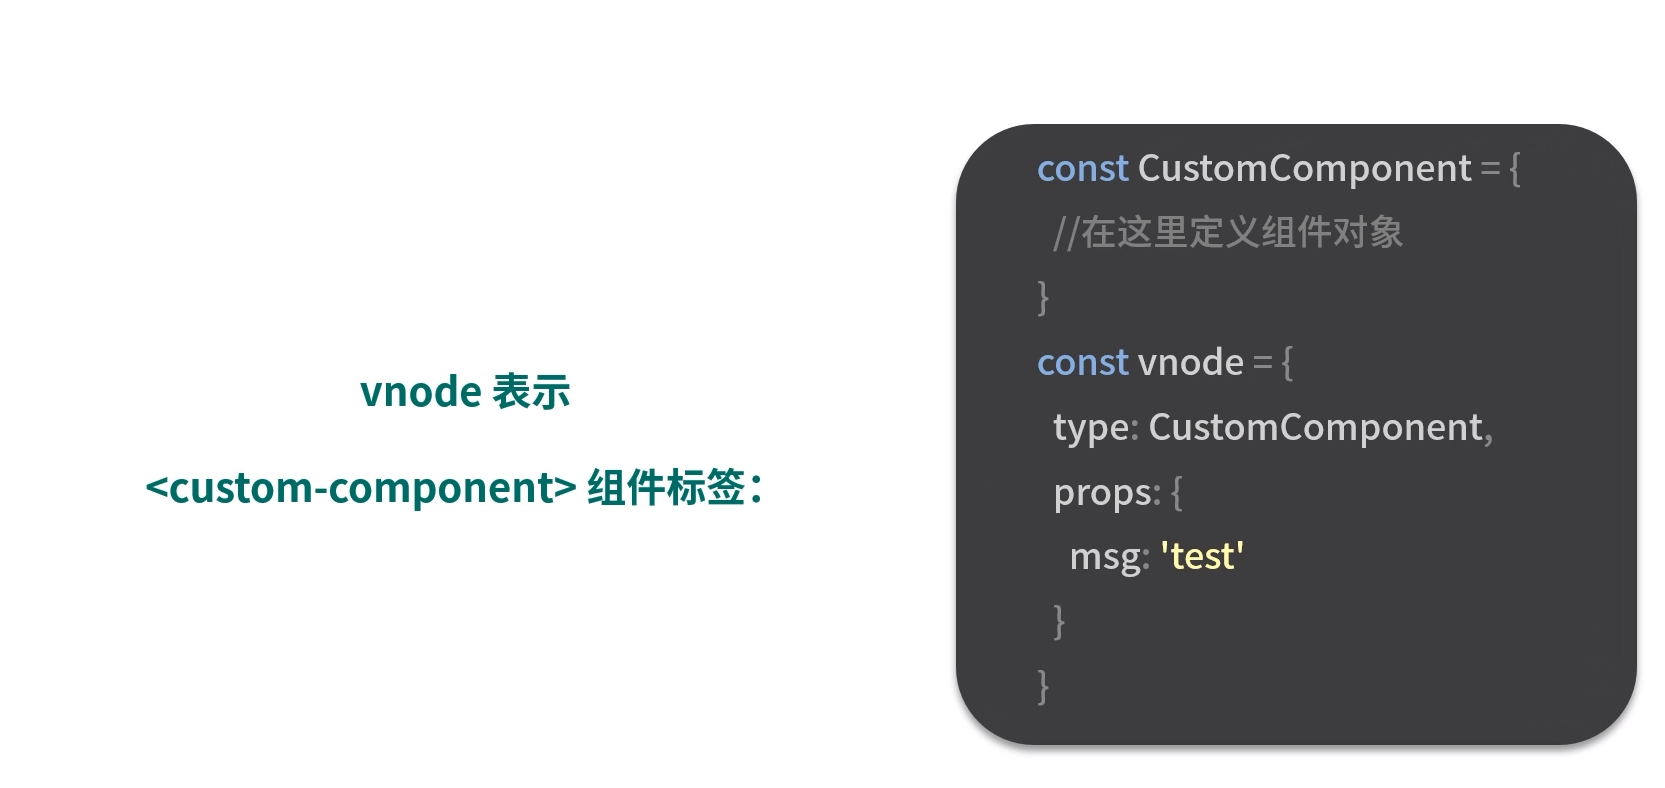 vnode 表示
<custom-component> 组件标签：
const CustomComponent = {
//在这里定义组件对象
}
const vnode = {
type: CustomComponent,
props: {
msg: 'test'
}
}